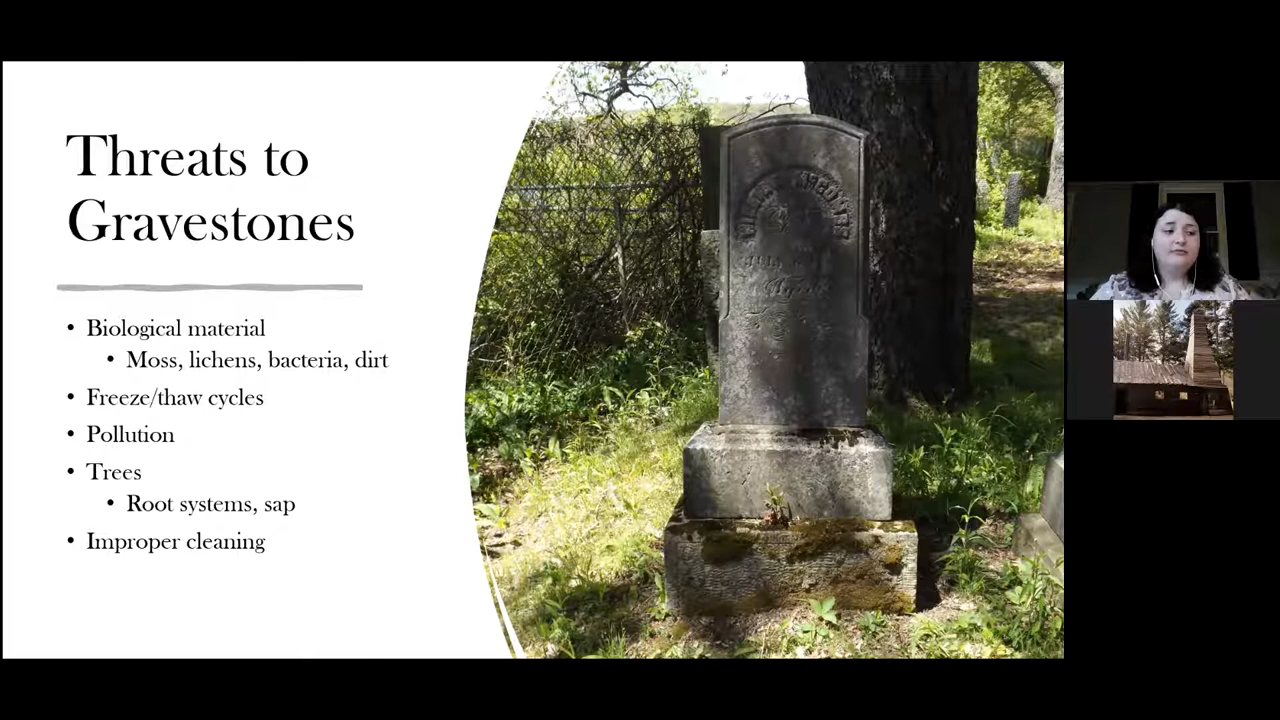 Threats to
Gravestones
• Biological material
• Moss, lichens, bacteria, dirt
• Freeze/thaw cycles
• Pollution
• Trees
• Root systems, sap
• Improper cleaning